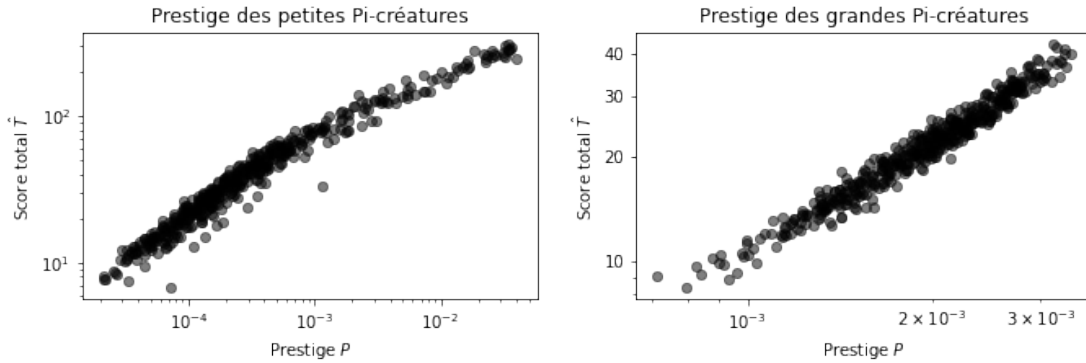 Prestige des petites Pi-créatures
Score total T̂
10²
10¹
10⁻⁴
10⁻³
10⁻²
Prestige P
Prestige des grandes Pi-créatures
Score total T̂
40
30
20
10
10⁻³
2 × 10⁻³
3 × 10⁻³
Prestige P